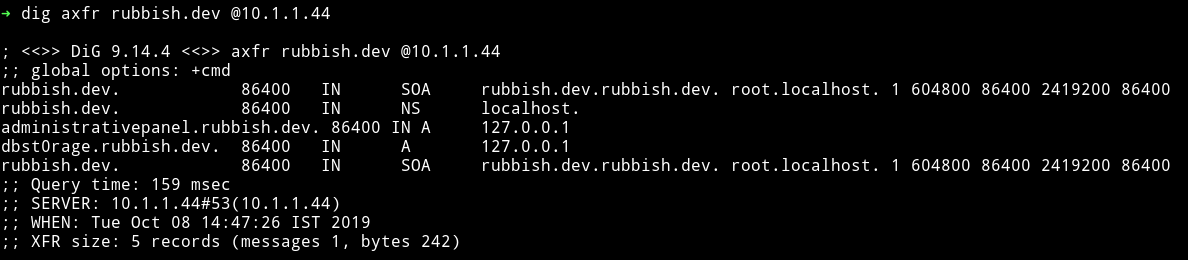 → dig axfr rubbish.dev @10.1.1.44
; <<>> DiG 9.14.4 <<>> axfr rubbish.dev @10.1.1.44
;; global options: +cmd
rubbish.dev. 86400 IN SOA rubbish.dev.rubbish.dev. root.localhost. 1 604800 86400 2419200 86400
rubbish.dev. 86400 IN NS localhost.
administrativepanel.rubbish.dev. 86400 IN A 127.0.0.1
dbst0rage.rubbish.dev. 86400 IN A 127.0.0.1
rubbish.dev. 86400 IN SOA rubbish.dev.rubbish.dev. root.localhost. 1 604800 86400 2419200 86400
;; Query time: 159 msec
;; SERVER: 10.1.1.44#53(10.1.1.44)
;; WHEN: Tue Oct 08 14:47:26 IST 2019
;; XFR size: 5 records (messages 1, bytes 242)